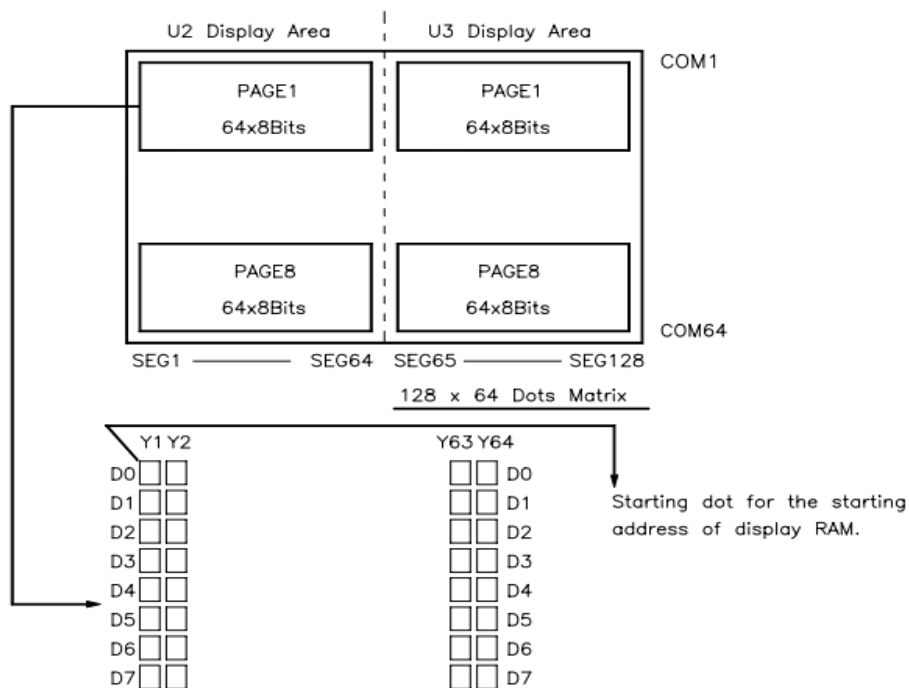 U2 Display Area U3 Display Area
COM1
PAGE1 PAGE1
64x8Bits 64x8Bits
PAGE8 PAGE8
64x8Bits 64x8Bits
COM64
SEG1 SEG64 SEG65 SEG128
128 x 64 Dots Matrix
Y1 Y2 Y63 Y64
D0 D0
D1 D1 Starting dot for the starting
D2 D2 address of display RAM.
D3 D3
D4 D4
D5 D5
D6 D6
D7 D7